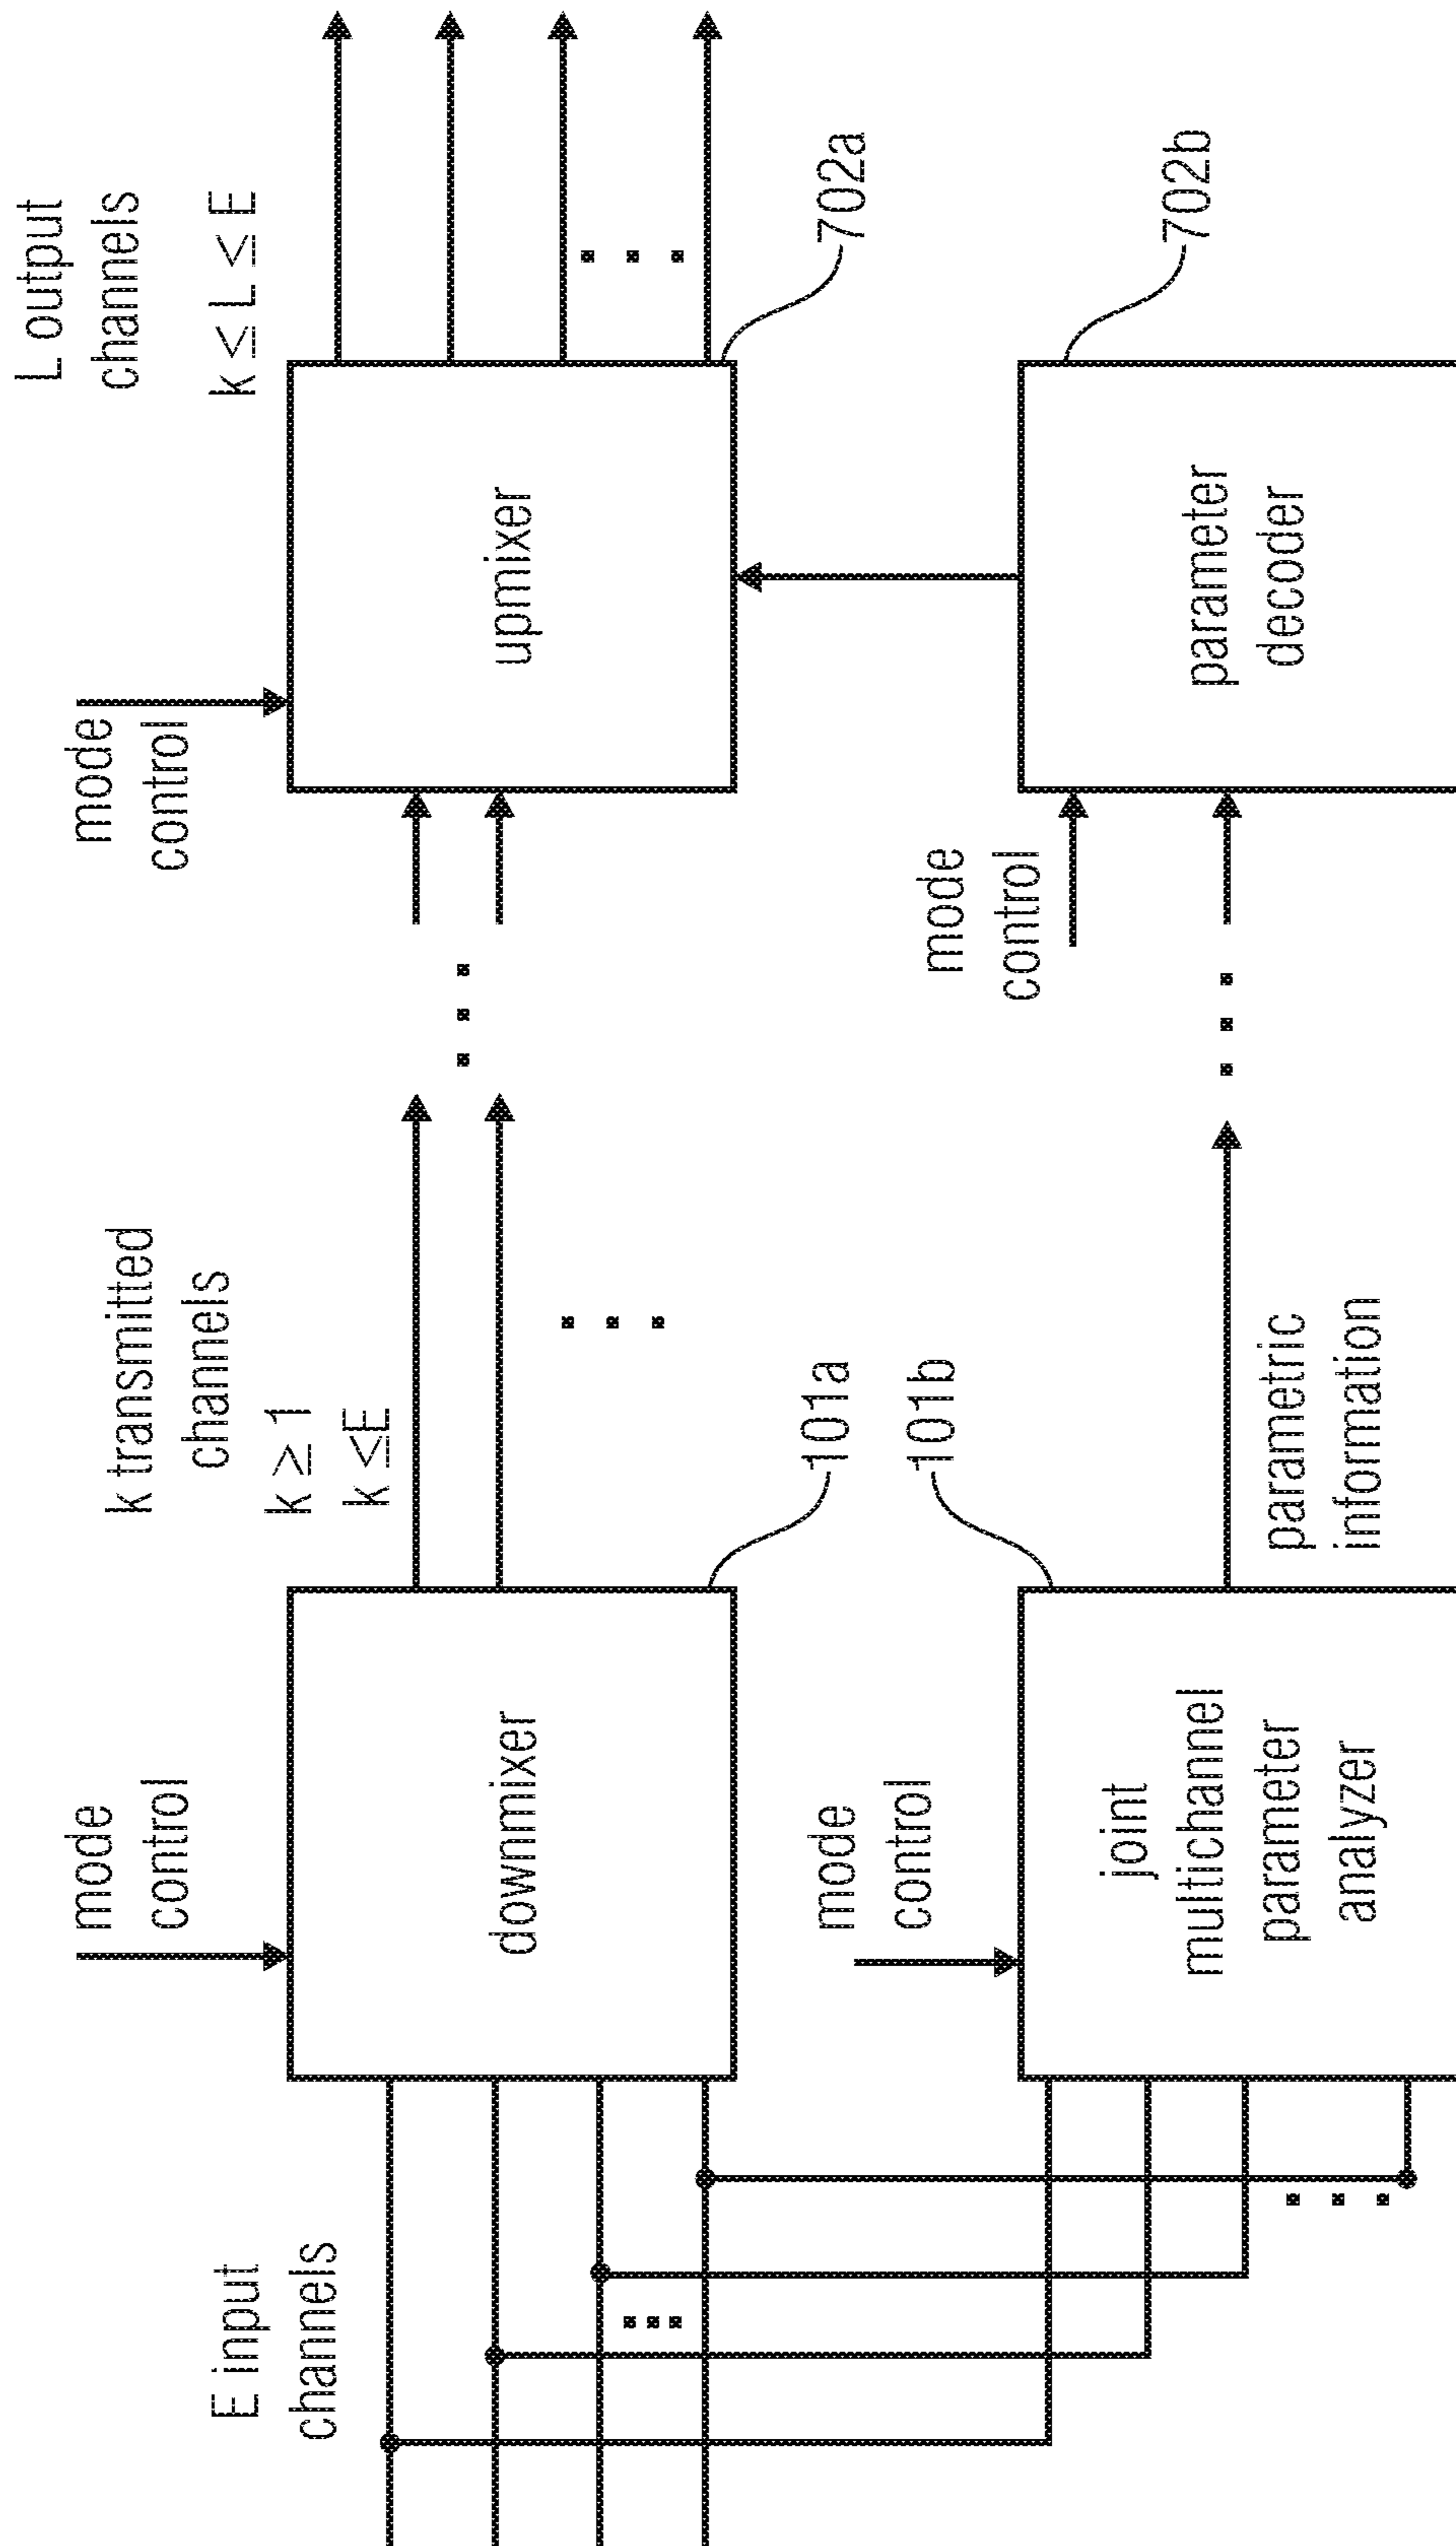 E input
channels
mode
control
downmixer
k transmitted
channels
k ≥ 1
k ≤E
101a
mode
control
upmixer
L output
channels
k ≤ L ≤ E
702a
mode
control
joint
multichannel
parameter
analyzer
101b
parametric
information
mode
control
parameter
decoder
702b